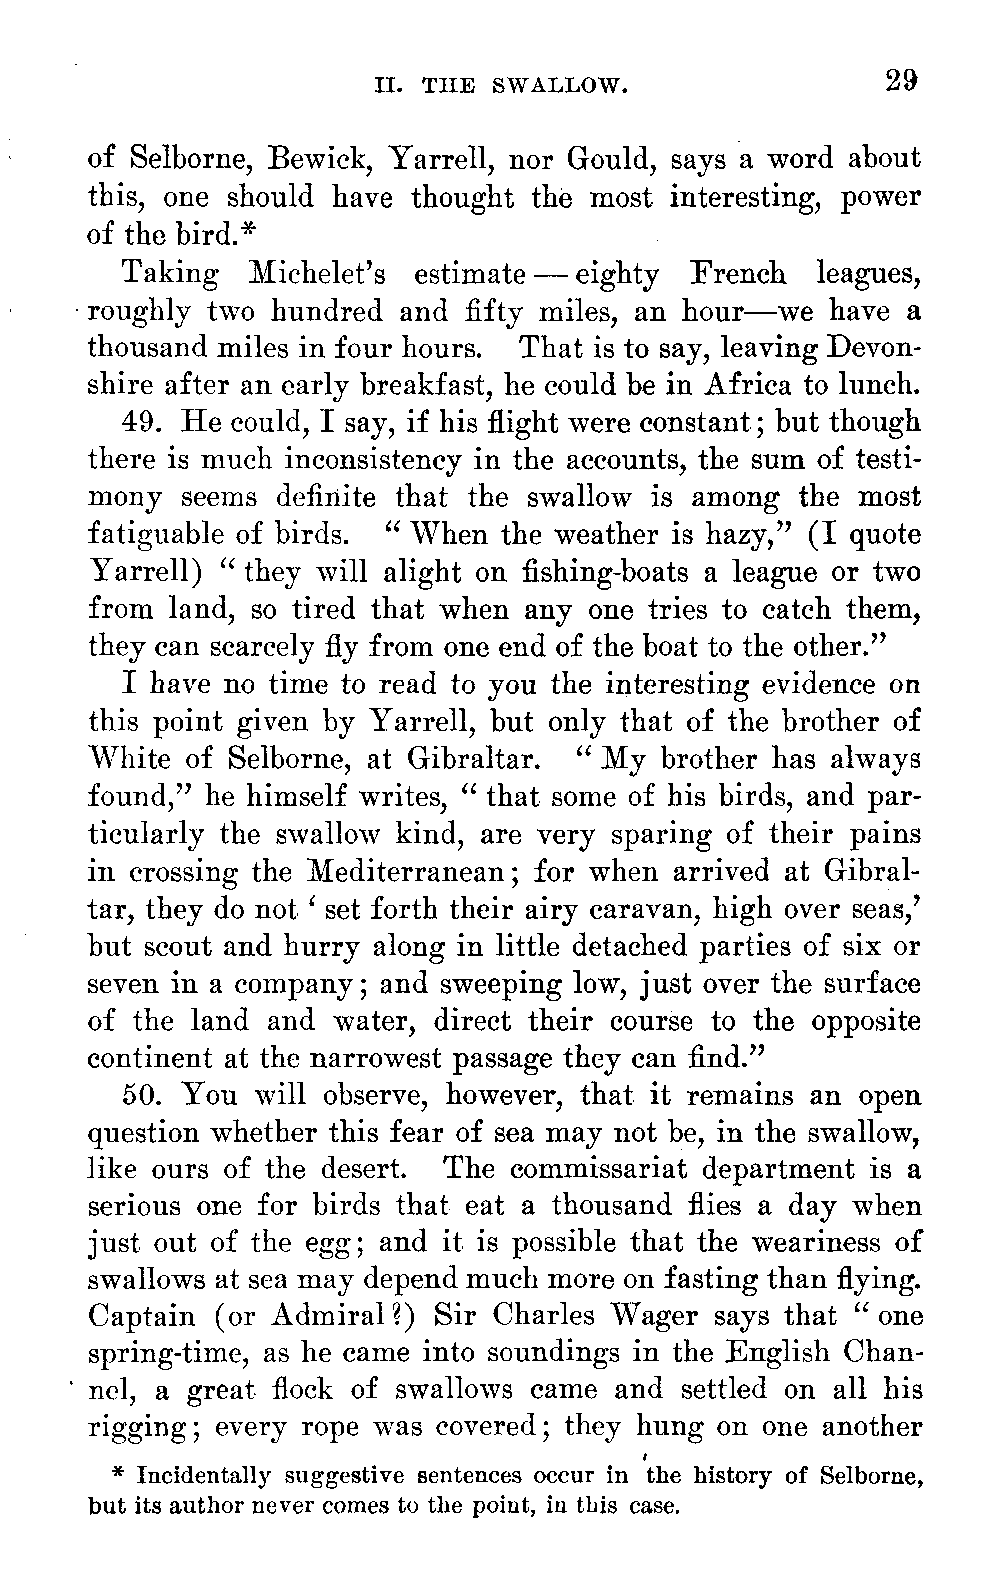 II. THE SWALLOW. 29
of Selborne, Bewick, Yarrell, nor Gould, says a word about
this, one should have thought the most interesting, power
of the bird.*
Taking Michelet's estimate — eighty French leagues,
roughly two hundred and fifty miles, an hour—we have a
thousand miles in four hours. That is to say, leaving Devon-
shire after an early breakfast, he could be in Africa to lunch.
49. He could, I say, if his flight were constant; but though
there is much inconsistency in the accounts, the sum of testi-
mony seems definite that the swallow is among the most
fatiguable of birds. “When the weather is hazy,” (I quote
Yarrell) “they will alight on fishing-boats a league or two
from land, so tired that when any one tries to catch them,
they can scarcely fly from one end of the boat to the other.”
I have no time to read to you the interesting evidence on
this point given by Yarrell, but only that of the brother of
White of Selborne, at Gibraltar. “My brother has always
found,” he himself writes, “that some of his birds, and par-
ticularly the swallow kind, are very sparing of their pains
in crossing the Mediterranean; for when arrived at Gibral-
tar, they do not ‘set forth their airy caravan, high over seas,’
but scout and hurry along in little detached parties of six or
seven in a company; and sweeping low, just over the surface
of the land and water, direct their course to the opposite
continent at the narrowest passage they can find.”
50. You will observe, however, that it remains an open
question whether this fear of sea may not be, in the swallow,
like ours of the desert. The commissariat department is a
serious one for birds that eat a thousand flies a day when
just out of the egg; and it is possible that the weariness of
swallows at sea may depend much more on fasting than flying.
Captain (or Admiral?) Sir Charles Wager says that “one
spring-time, as he came into soundings in the English Chan-
nel, a great flock of swallows came and settled on all his
rigging; every rope was covered; they hung on one another
* Incidentally suggestive sentences occur in the history of Selborne,
but its author never comes to the point, in this case.